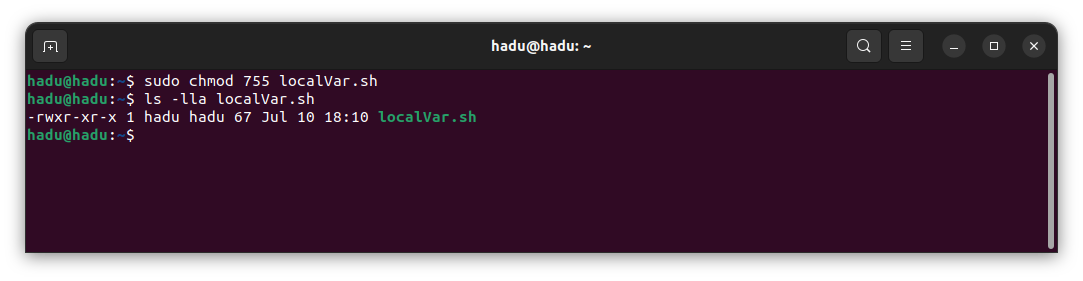 hadu@hadu: ~
hadu@hadu:~$ sudo chmod 755 localVar.sh
hadu@hadu:~$ ls -lla localVar.sh
-rwxr-xr-x 1 hadu hadu 67 Jul 10 18:10 localVar.sh
hadu@hadu:~$